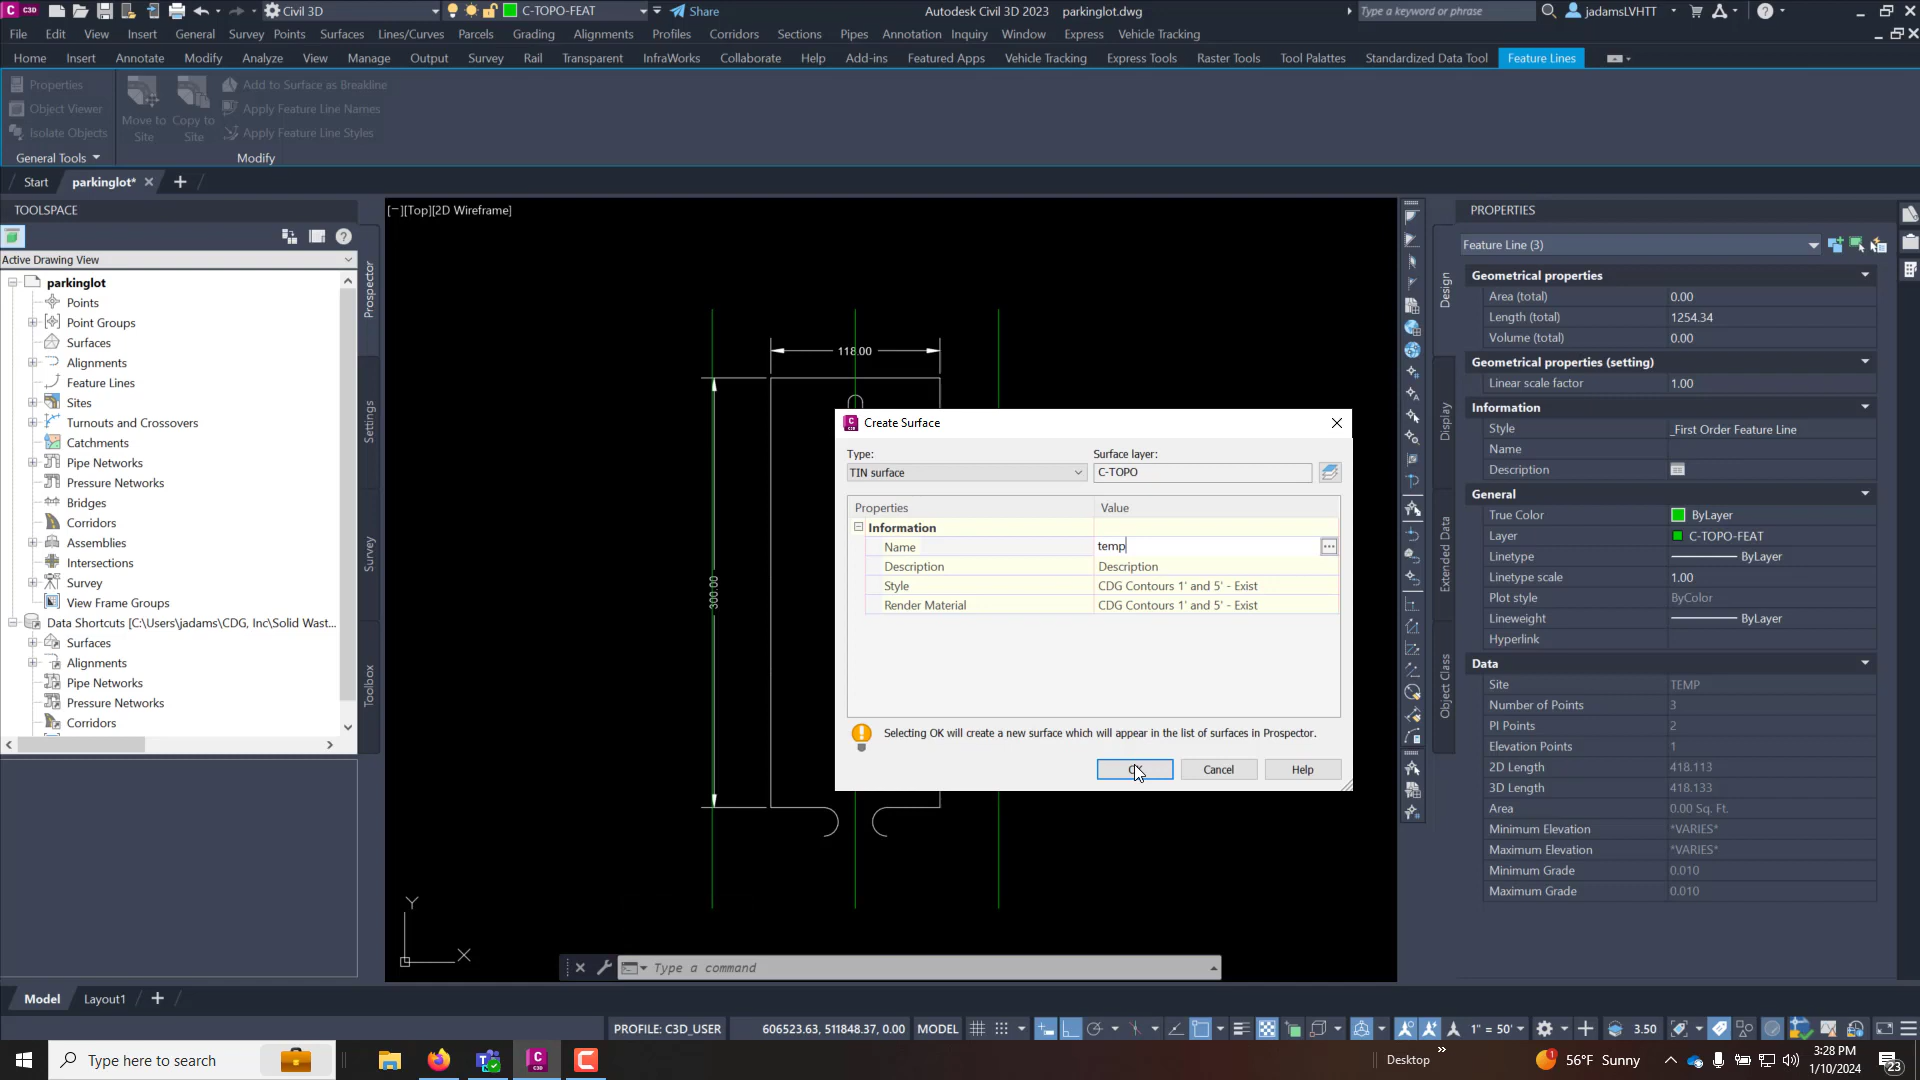 C3D Civil 3D C-TOPO-FEAT Share Autodesk Civil 3D 2023 parkinglot.dwg Type a keyword or phrase jadamsLVHTT
File Edit View Insert General Survey Points Surfaces Lines/Curves Parcels Grading Alignments Profiles Corridors Sections Pipes Annotation Inquiry Window Express Vehicle Tracking
Home Insert Annotate Modify Analyze View Manage Output Survey Rail Transparent InfraWorks Collaborate Help Add-ins Featured Apps Vehicle Tracking Express Tools Raster Tools Tool Palettes Standardized Data Tool Feature Lines
Properties
Object Viewer
Isolate Objects
General Tools
Move to Site
Copy to Site
Add to Surface as Breakline
Apply Feature Line Names
Apply Feature Line Styles
Modify
Start parkinglot*
TOOLSPACE
Active Drawing View
parkinglot
Points
Point Groups
Surfaces
Alignments
Feature Lines
Sites
Turnouts and Crossovers
Catchments
Pipe Networks
Pressure Networks
Bridges
Corridors
Assemblies
Intersections
Survey
View Frame Groups
Data Shortcuts [C:\Users\jadams\CDG, Inc\Solid Wast...
Surfaces
Alignments
Pipe Networks
Pressure Networks
Corridors
Prospector
Settings
Survey
Toolbox
[−][Top][2D Wireframe]
118.00
300.00
Y
X
Create Surface
Type:
TIN surface
Surface layer:
C-TOPO
Properties Value
Information
Name temp
Description Description
Style CDG Contours 1' and 5' - Exist
Render Material CDG Contours 1' and 5' - Exist
Selecting OK will create a new surface which will appear in the list of surfaces in Prospector.
OK Cancel Help
Type a command
PROPERTIES
Feature Line (3)
Design
Display
Extended Data
Object Class
Geometrical properties
Area (total) 0.00
Length (total) 1254.34
Volume (total) 0.00
Geometrical properties (setting)
Linear scale factor 1.00
Information
Style _First Order Feature Line
Name
Description
General
True Color ByLayer
Layer C-TOPO-FEAT
Linetype ByLayer
Linetype scale 1.00
Plot style ByColor
Lineweight ByLayer
Hyperlink
Data
Site TEMP
Number of Points 3
PI Points 2
Elevation Points 1
2D Length 418.113
3D Length 418.133
Area 0.00 Sq. Ft.
Minimum Elevation *VARIES*
Maximum Elevation *VARIES*
Minimum Grade 0.010
Maximum Grade 0.010
Model Layout1
PROFILE: C3D_USER 606523.63, 511848.37, 0.00 MODEL 1" = 50' 3.50
Type here to search Desktop 56°F Sunny 3:28 PM
1/10/2024
23